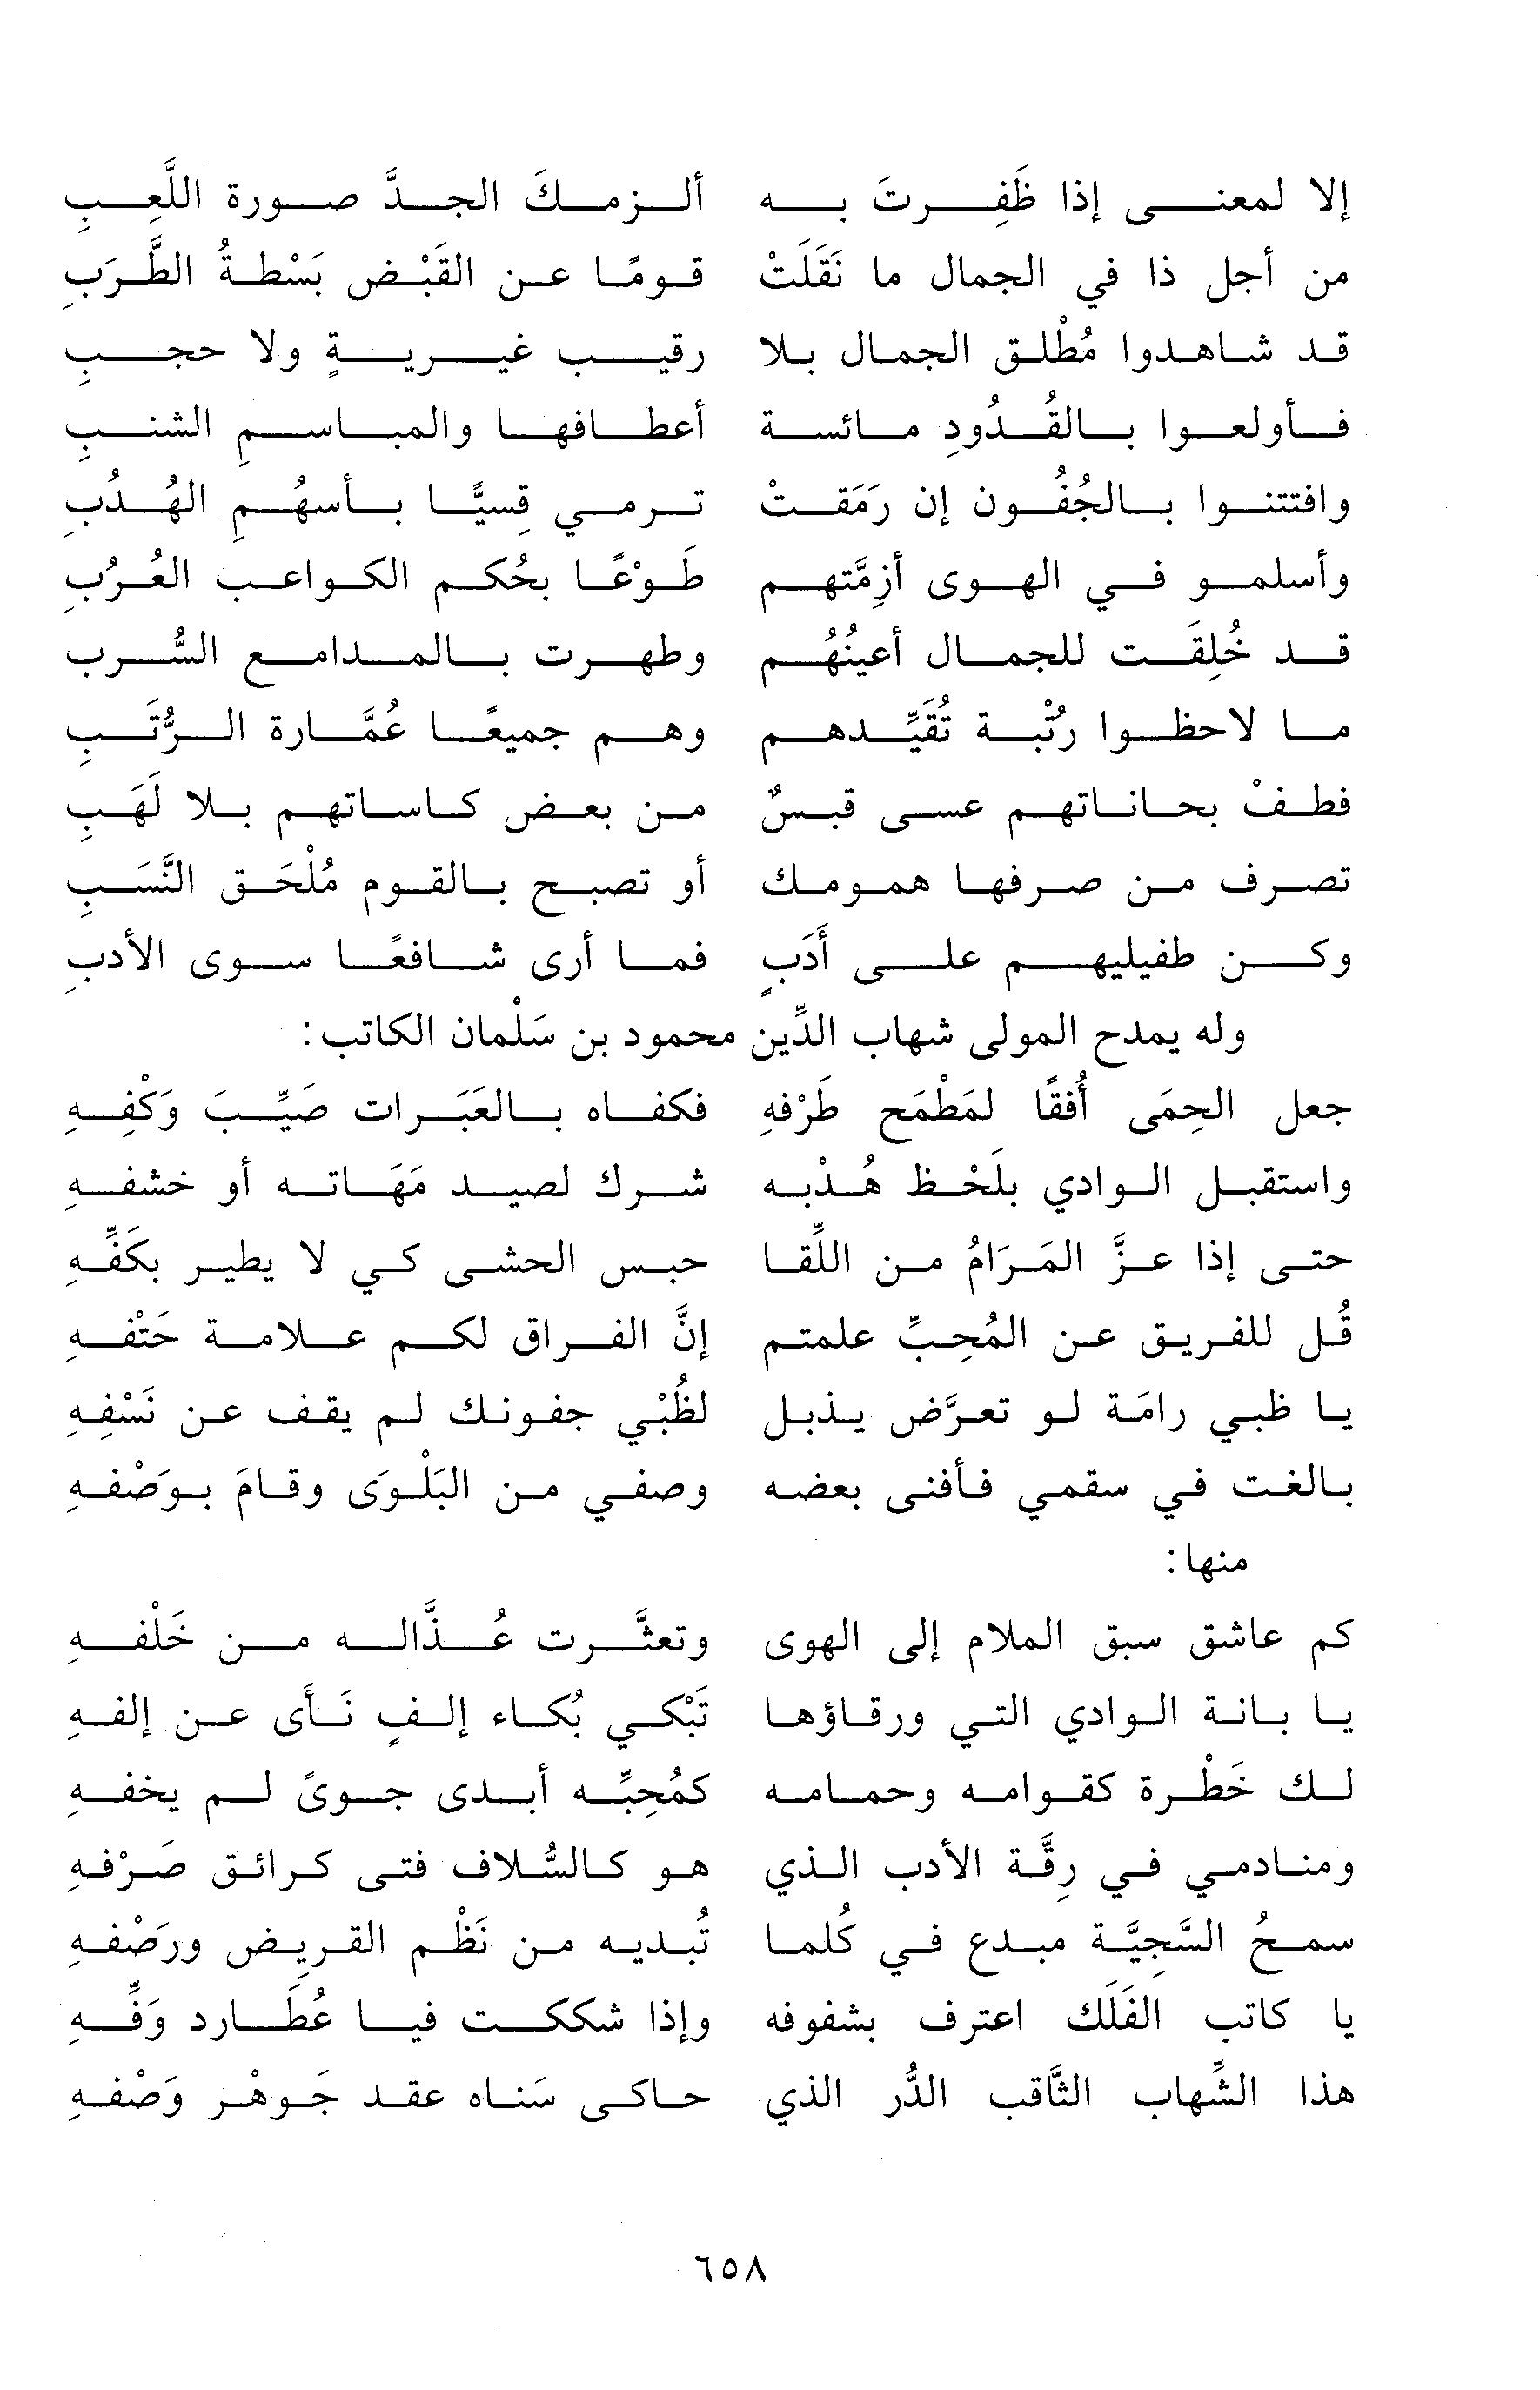 إلا لمعنى إذا ظَفِرتَ به ألزمكَ الجدَّ صورة اللَّعِبِ
من أجل ذا في الجمال ما نَقَلَتْ قومًا عن القَبْض بَسْطةُ الطَّرَبِ
قد شاهدوا مُطْلق الجمال بلا رقيب غيريةٍ ولا حجبِ
فأولعوا بالقُدُودِ مائسة أعطافها والمباسمِ الشنبِ
وافتتنوا بالجُفُون إن رَمَقتْ ترمي قِسيًّا بأسهُمِ الهُدُبِ
وأسلمو في الهوى أزِمَّتهم طَوْعًا بحُكم الكواعب العُرُبِ
قد خُلِقَت للجمال أعينُهُم وطهرت بالمدامع السُّرب
ما لاحظوا رُتْبة تُقَيِّدهم وهم جميعًا عُمَّارة الرُّتَبِ
فطفْ بحاناتهم عسى قبسٌ من بعض كاساتهم بلا لَهَبِ
تصرف من صرفها همومك أو تصبح بالقوم مُلْحَق النَّسَبِ
وكن طفيليهم على أَدَبٍ فما أرى شافعًا سوى الأدبِ
وله يمدح المولى شهاب الدِّين محمود بن سَلْمان الكاتب:
جعل الحِمَى أُفقًا لمَطْمَح طَرْفهِ فكفاه بالعَبَرات صَيِّبَ وَكْفِهِ
واستقبل الوادي بلَحْظ هُدْبه شرك لصيد مَهَاته أو خشفهِ
حتى إذا عزَّ المَرَامُ من اللِّقا حبس الحشى كي لا يطير بكَفِّهِ
قُل للفريق عن المُحِبِّ علمتم إنَّ الفراق لكم علامة حَتْفهِ
يا ظبي رامَة لو تعرَّض يذبل لظُبْي جفونك لم يقف عن نَسْفِهِ
بالغت في سقمي فأفنى بعضه وصفي من البَلْوَى وقامَ بوَصْفهِ
منها:
كم عاشق سبق الملام إلى الهوى وتعثَّرت عُذَّاله من خَلْفهِ
يا بانة الوادي التي ورقاؤها تَبْكي بُكاء إلفٍ نَأَى عن إلفهِ
لك خَطْرة كقوامه وحمامه كمُحِبِّه أبدى جوىً لم يخفهِ
ومنادمي في رِقَّة الأدب الذي هو كالسُّلاف فتى كرائق صَرْفهِ
سمحُ السَّجِيَّة مبدع في كُلما تُبديه من نَظْم القرِيض ورَصْفهِ
يا كاتب الفَلَك اعترف بشفوفه وإذا شككت فيا عُطَارد وَفِّهِ
هذا الشِّهاب الثَّاقب الدُّر الذي حاكى سَناه عقد جَوهْر وَصْفهِ
٦٥٨